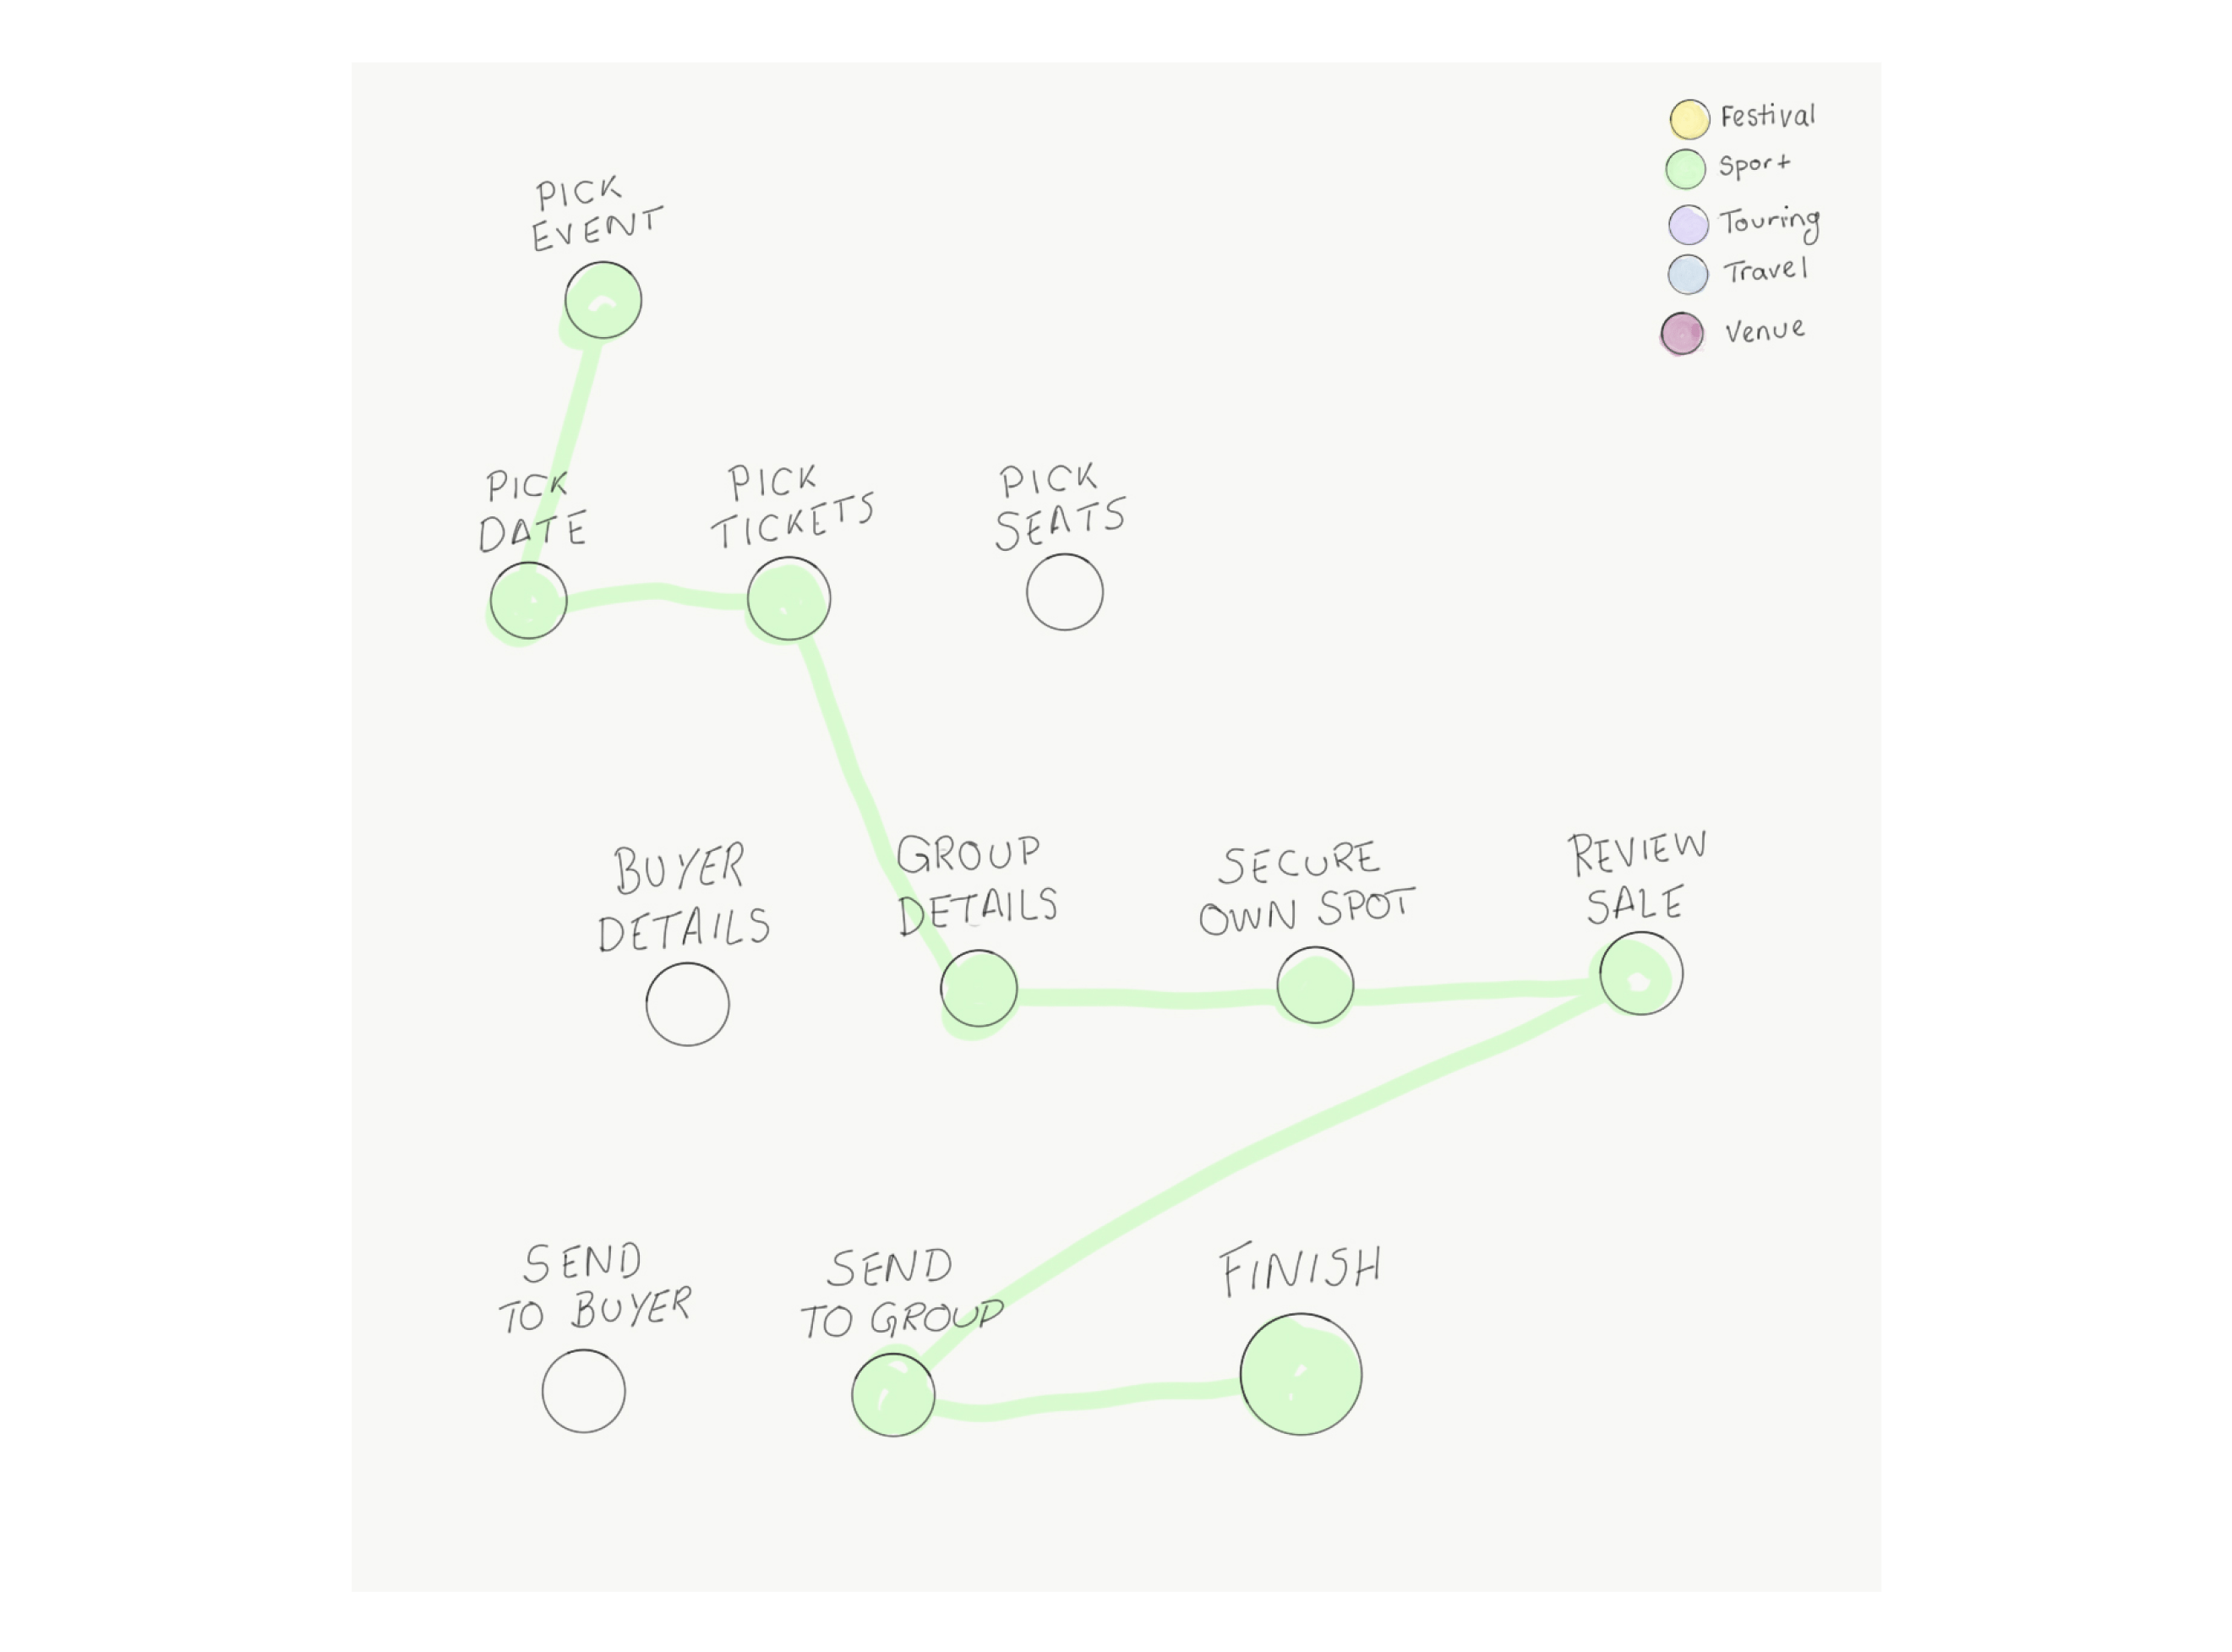 Festival
Sport
Touring
Travel
Venue
PICK
EVENT
PICK
DATE
PICK
TICKETS
PICK
SEATS
BUYER
DETAILS
GROUP
DETAILS
SECURE
OWN SPOT
REVIEW
SALE
SEND
TO BUYER
SEND
TO GROUP
FINISH